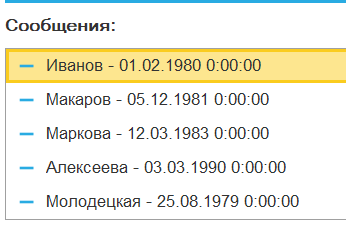 Сообщения:
Иванов - 01.02.1980 0:00:00
Макаров - 05.12.1981 0:00:00
Маркова - 12.03.1983 0:00:00
Алексеева - 03.03.1990 0:00:00
Молодецкая - 25.08.1979 0:00:00